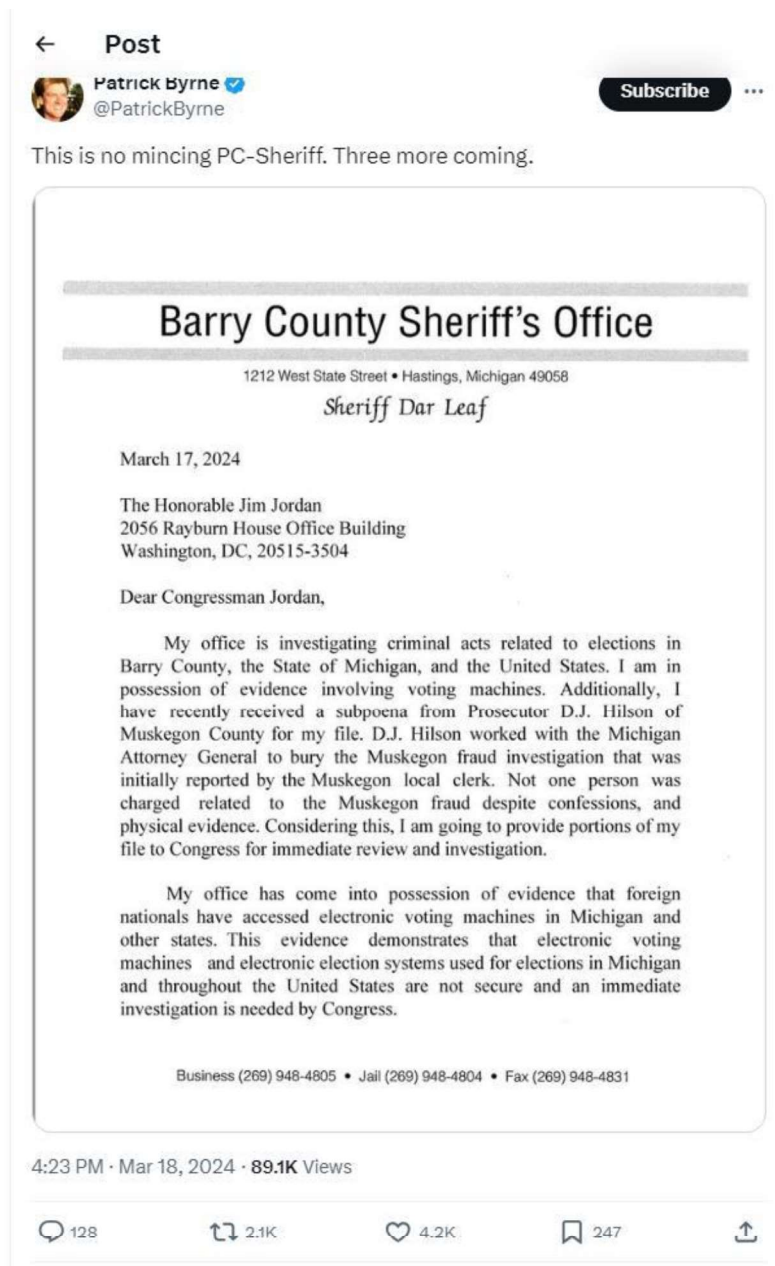 Post
Patrick Byrne
@PatrickByrne
Subscribe
This is no mincing PC-Sheriff. Three more coming.
Barry County Sheriff's Office
1212 West State Street • Hastings, Michigan 49058
Sheriff Dar Leaf
March 17, 2024
The Honorable Jim Jordan
2056 Rayburn House Office Building
Washington, DC, 20515-3504
Dear Congressman Jordan,
My office is investigating criminal acts related to elections in
Barry County, the State of Michigan, and the United States. I am in
possession of evidence involving voting machines. Additionally, I
have recently received a subpoena from Prosecutor D.J. Hilson of
Muskegon County for my file. D.J. Hilson worked with the Michigan
Attorney General to bury the Muskegon fraud investigation that was
initially reported by the Muskegon local clerk. Not one person was
charged related to the Muskegon fraud despite confessions, and
physical evidence. Considering this, I am going to provide portions of my
file to Congress for immediate review and investigation.
My office has come into possession of evidence that foreign
nationals have accessed electronic voting machines in Michigan and
other states. This evidence demonstrates that electronic voting
machines and electronic election systems used for elections in Michigan
and throughout the United States are not secure and an immediate
investigation is needed by Congress.
Business (269) 948-4805 • Jail (269) 948-4804 • Fax (269) 948-4831
4:23 PM · Mar 18, 2024 · 89.1K Views
128 2.1K 4.2K 247